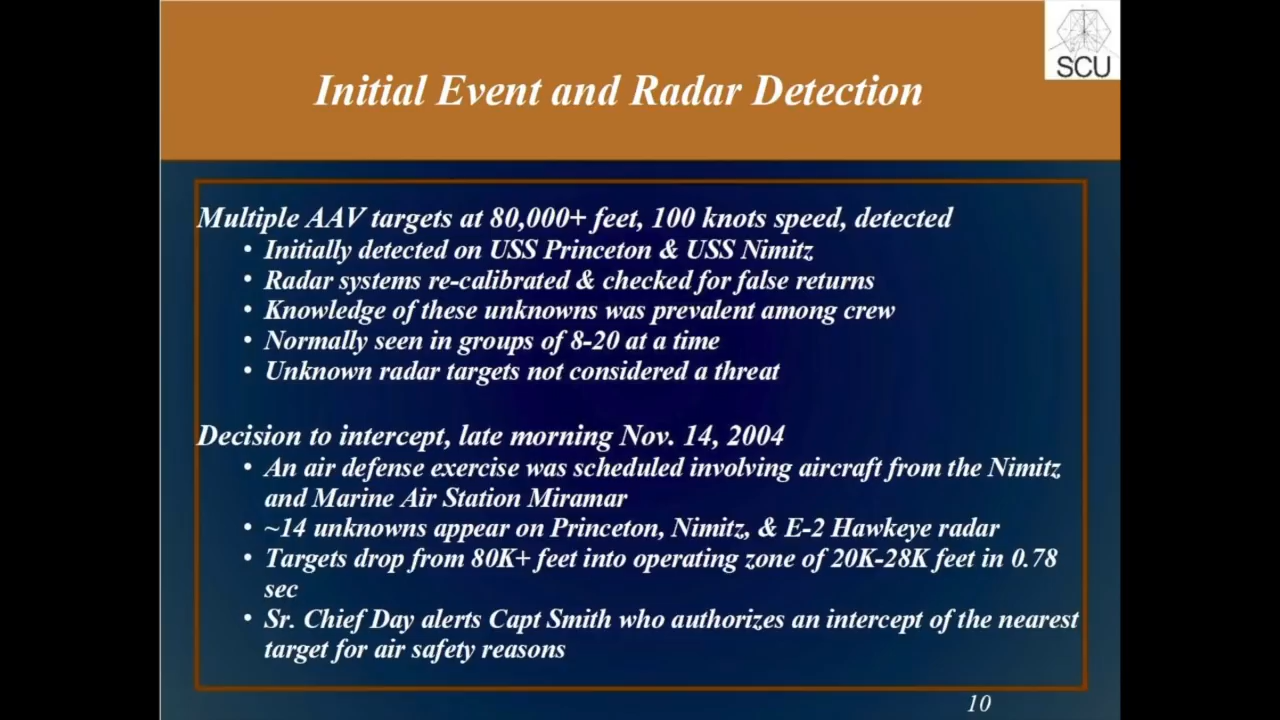 SCU
Initial Event and Radar Detection
Multiple AAV targets at 80,000+ feet, 100 knots speed, detected
• Initially detected on USS Princeton & USS Nimitz
• Radar systems re-calibrated & checked for false returns
• Knowledge of these unknowns was prevalent among crew
• Normally seen in groups of 8-20 at a time
• Unknown radar targets not considered a threat
Decision to intercept, late morning Nov. 14, 2004
• An air defense exercise was scheduled involving aircraft from the Nimitz
and Marine Air Station Miramar
• ~14 unknowns appear on Princeton, Nimitz, & E-2 Hawkeye radar
• Targets drop from 80K+ feet into operating zone of 20K-28K feet in 0.78
sec
• Sr. Chief Day alerts Capt Smith who authorizes an intercept of the nearest
target for air safety reasons
10